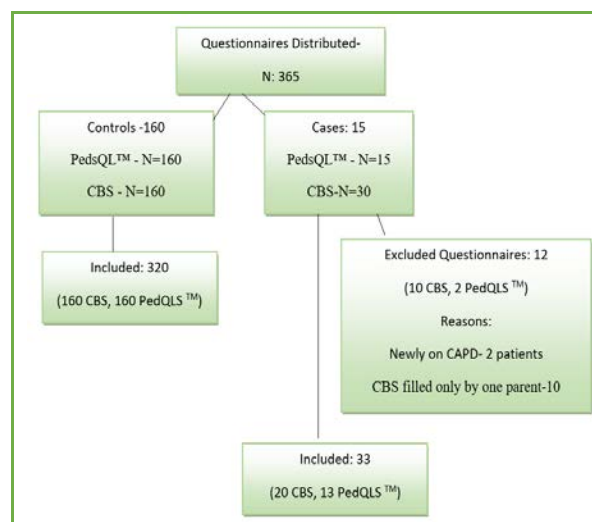 Questionnaires Distributed-
N: 365
Controls -160
PedsQL™ - N=160
CBS - N=160
Cases: 15
PedsQL™ - N=15
CBS-N=30
Included: 320
(160 CBS, 160 PedQLS ™)
Excluded Questionnaires: 12
(10 CBS, 2 PedQLS ™)
Reasons:
Newly on CAPD- 2 patients
CBS filled only by one parent-10
Included: 33
(20 CBS, 13 PedQLS ™)